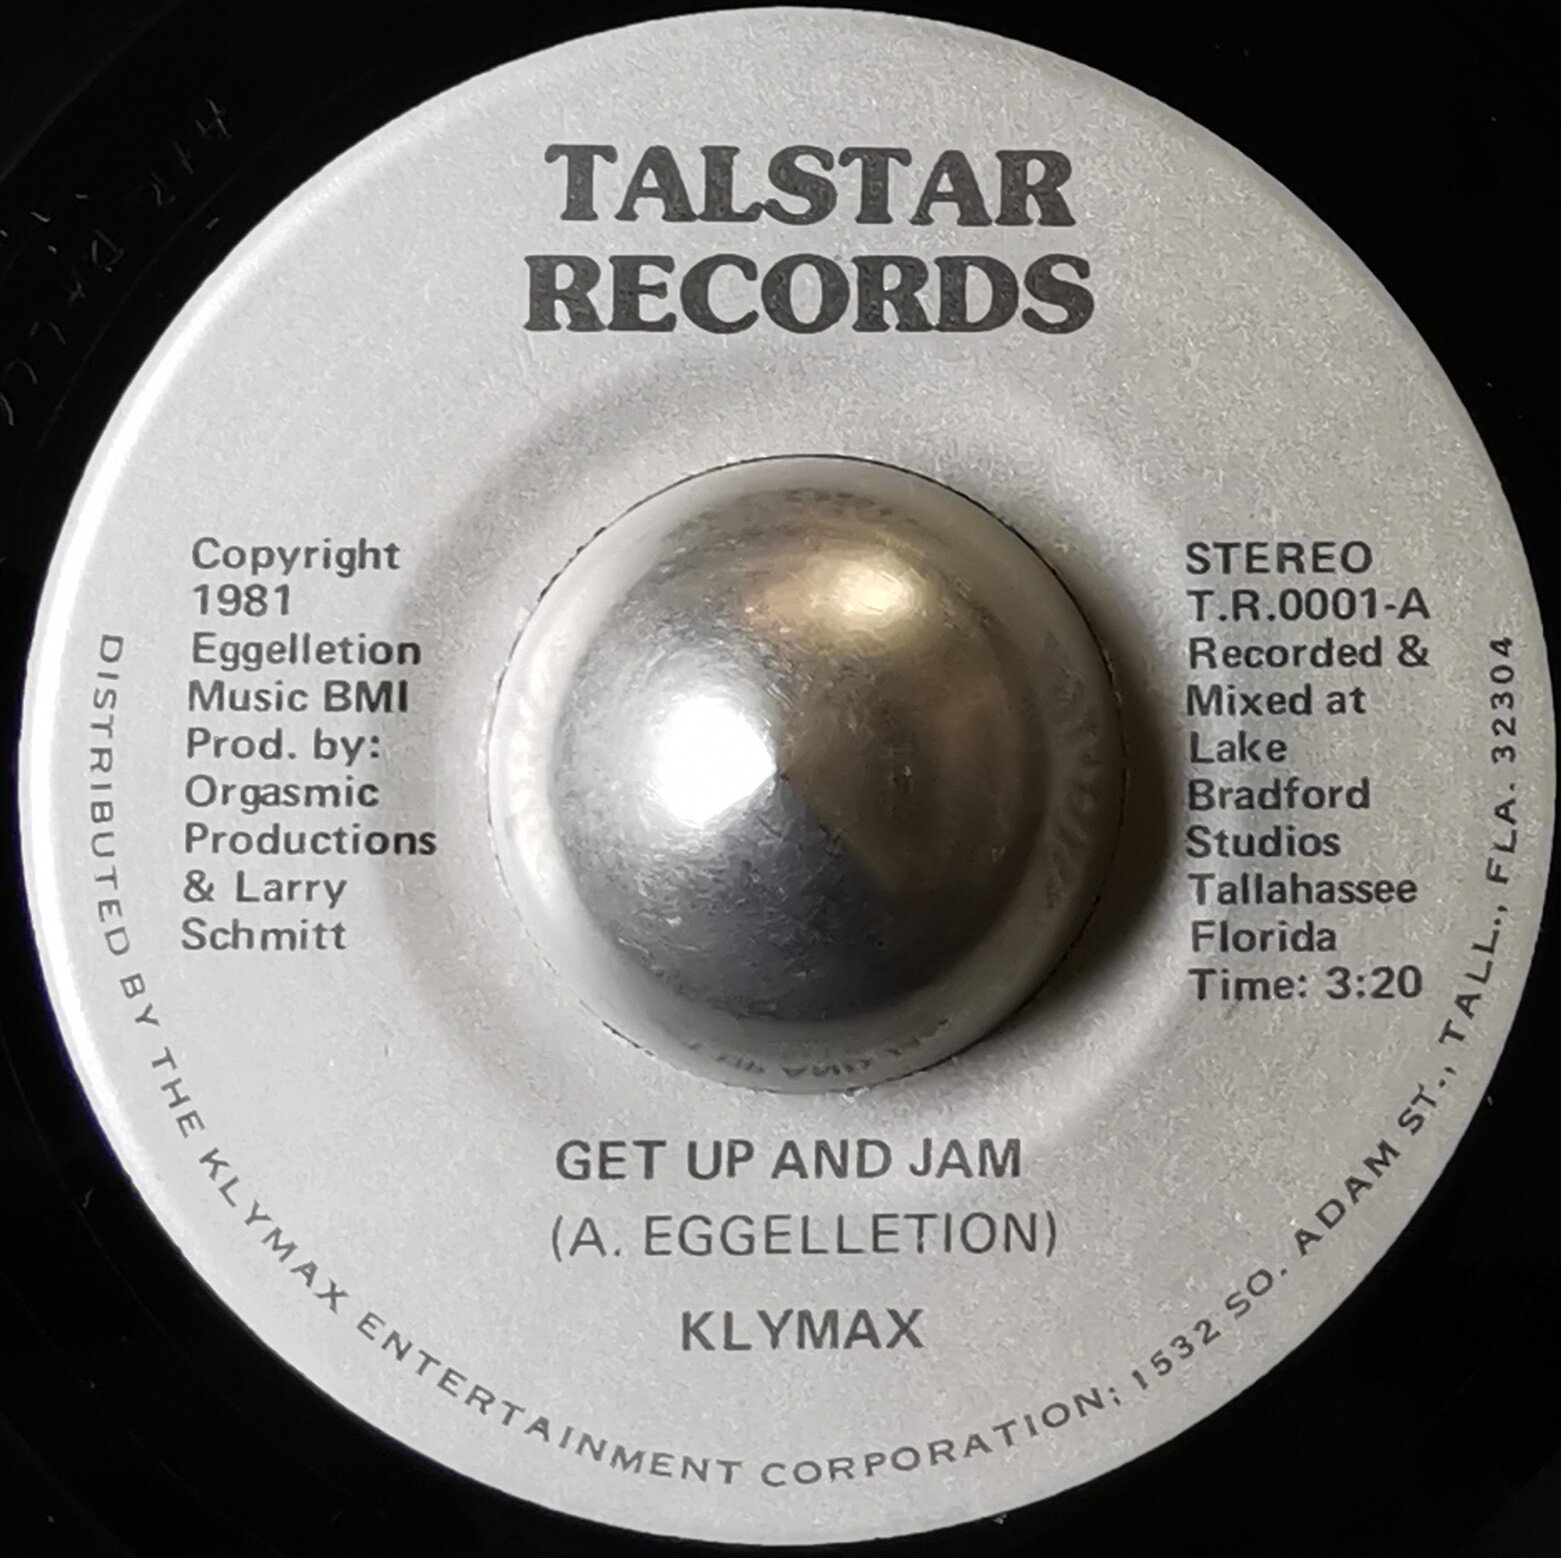 TALSTAR
RECORDS
Copyright
1981
Eggelletion
Music BMI
Prod. by:
Orgasmic
Productions
& Larry
Schmitt
STEREO
T.R.0001-A
Recorded &
Mixed at
Lake
Bradford
Studios
Tallahassee
Florida
Time: 3:20
GET UP AND JAM
(A. EGGELLETION)
KLYMAX
DISTRIBUTED BY THE KLYMAX ENTERTAINMENT CORPORATION; 1532 SO. ADAM ST., TALL., FLA. 32304